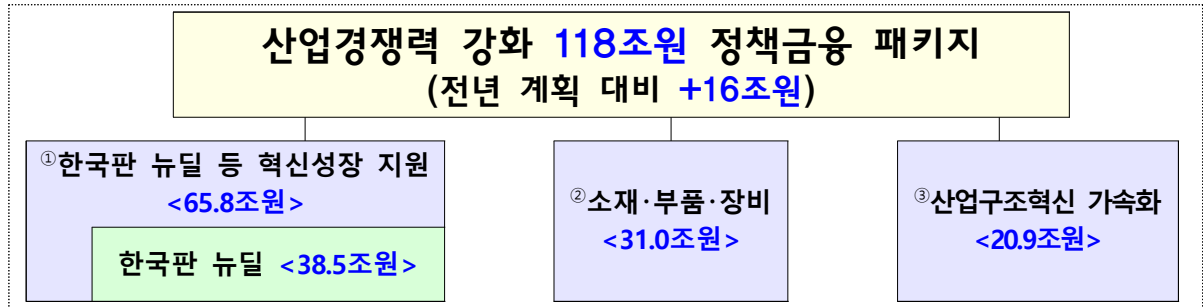 산업경쟁력 강화 118조원 정책금융 패키지
(전년 계획 대비 +16조원)
①한국판 뉴딜 등 혁신성장 지원
<65.8조원>
한국판 뉴딜 <38.5조원>
②소재·부품·장비
<31.0조원>
③산업구조혁신 가속화
<20.9조원>